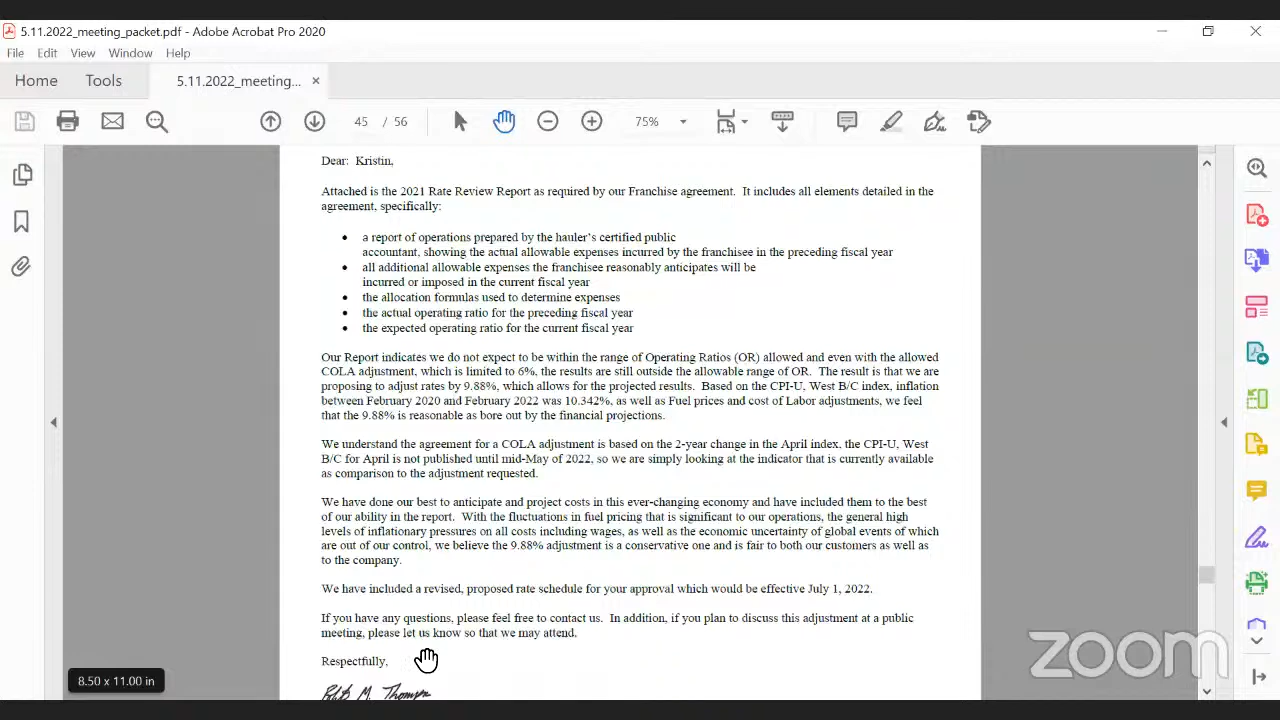 5.11.2022_meeting_packet.pdf - Adobe Acrobat Pro 2020
File Edit View Window Help
Home Tools 5.11.2022_meeting... ×
45 / 56 75%
Dear: Kristin,
Attached is the 2021 Rate Review Report as required by our Franchise agreement. It includes all elements detailed in the
agreement, specifically:
• a report of operations prepared by the hauler's certified public
accountant, showing the actual allowable expenses incurred by the franchisee in the preceding fiscal year
• all additional allowable expenses the franchisee reasonably anticipates will be
incurred or imposed in the current fiscal year
• the allocation formulas used to determine expenses
• the actual operating ratio for the preceding fiscal year
• the expected operating ratio for the current fiscal year
Our Report indicates we do not expect to be within the range of Operating Ratios (OR) allowed and even with the allowed
COLA adjustment, which is limited to 6%, the results are still outside the allowable range of OR. The result is that we are
proposing to adjust rates by 9.88%, which allows for the projected results. Based on the CPI-U, West B/C index, inflation
between February 2020 and February 2022 was 10.342%, as well as Fuel prices and cost of Labor adjustments, we feel
that the 9.88% is reasonable as bore out by the financial projections.
We understand the agreement for a COLA adjustment is based on the 2-year change in the April index, the CPI-U, West
B/C for April is not published until mid-May of 2022, so we are simply looking at the indicator that is currently available
as comparison to the adjustment requested.
We have done our best to anticipate and project costs in this ever-changing economy and have included them to the best
of our ability in the report. With the fluctuations in fuel pricing that is significant to our operations, the general high
levels of inflationary pressures on all costs including wages, as well as the economic uncertainty of global events of which
are out of our control, we believe the 9.88% adjustment is a conservative one and is fair to both our customers as well as
to the company.
We have included a revised, proposed rate schedule for your approval which would be effective July 1, 2022.
If you have any questions, please feel free to contact us. In addition, if you plan to discuss this adjustment at a public
meeting, please let us know so that we may attend.
Respectfully,
8.50 x 11.00 in
zoom